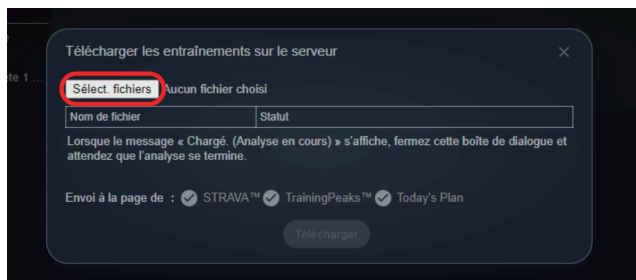 Télécharger les entraînements sur le serveur
Sélect. fichiers Aucun fichier choisi
Nom de fichier Statut
Lorsque le message « Chargé. (Analyse en cours) » s'affiche, fermez cette boîte de dialogue et
attendez que l'analyse se termine.
Envoi à la page de : STRAVA™ TrainingPeaks™ Today's Plan
Télécharger